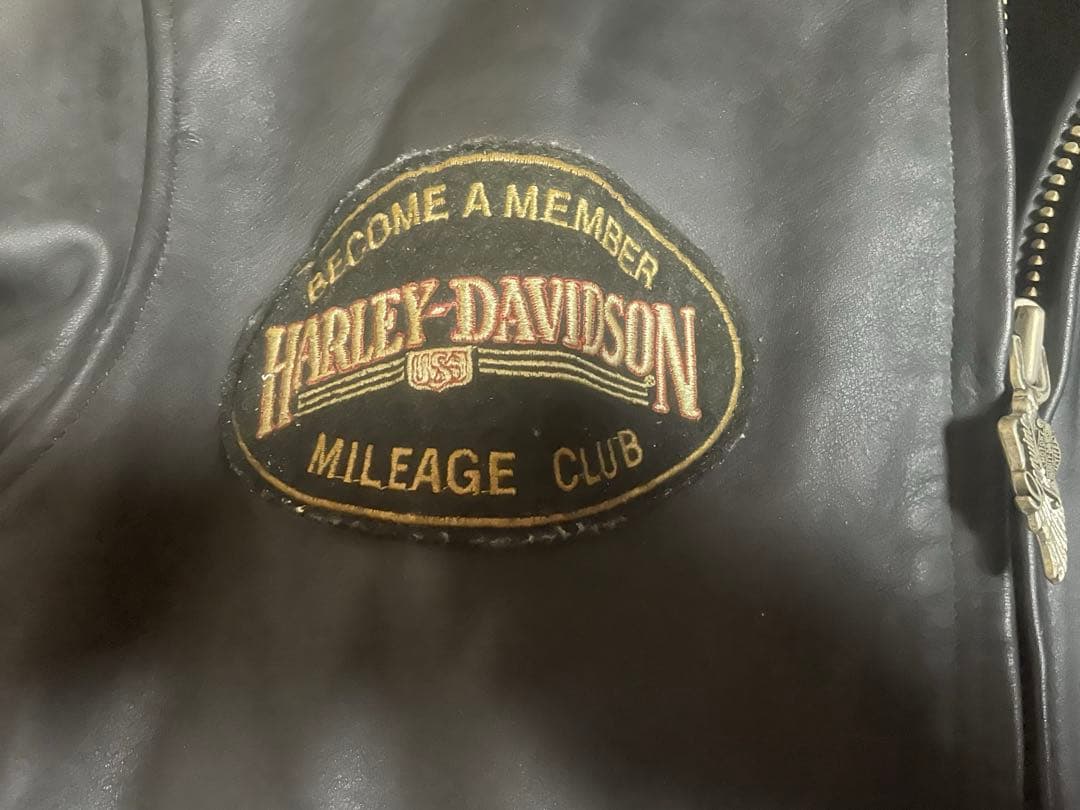 BECOME A MEMBER
HARLEY-DAVIDSON
USA
®
MILEAGE CLUB